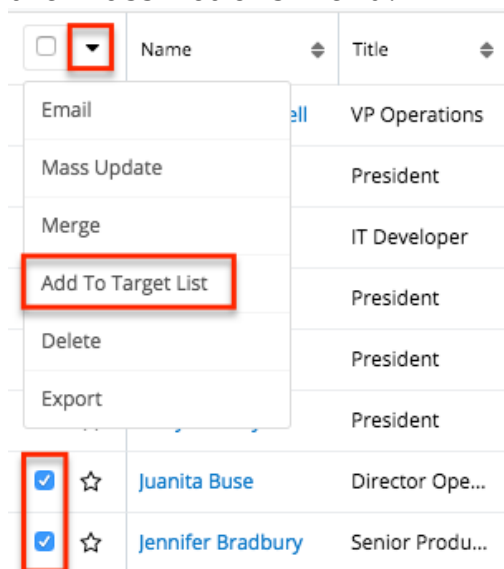 Name Title
Email
ell VP Operations
Mass Update
President
Merge
IT Developer
Add To Target List
President
Delete
President
Export
President
Juanita Buse Director Ope...
Jennifer Bradbury Senior Produ...